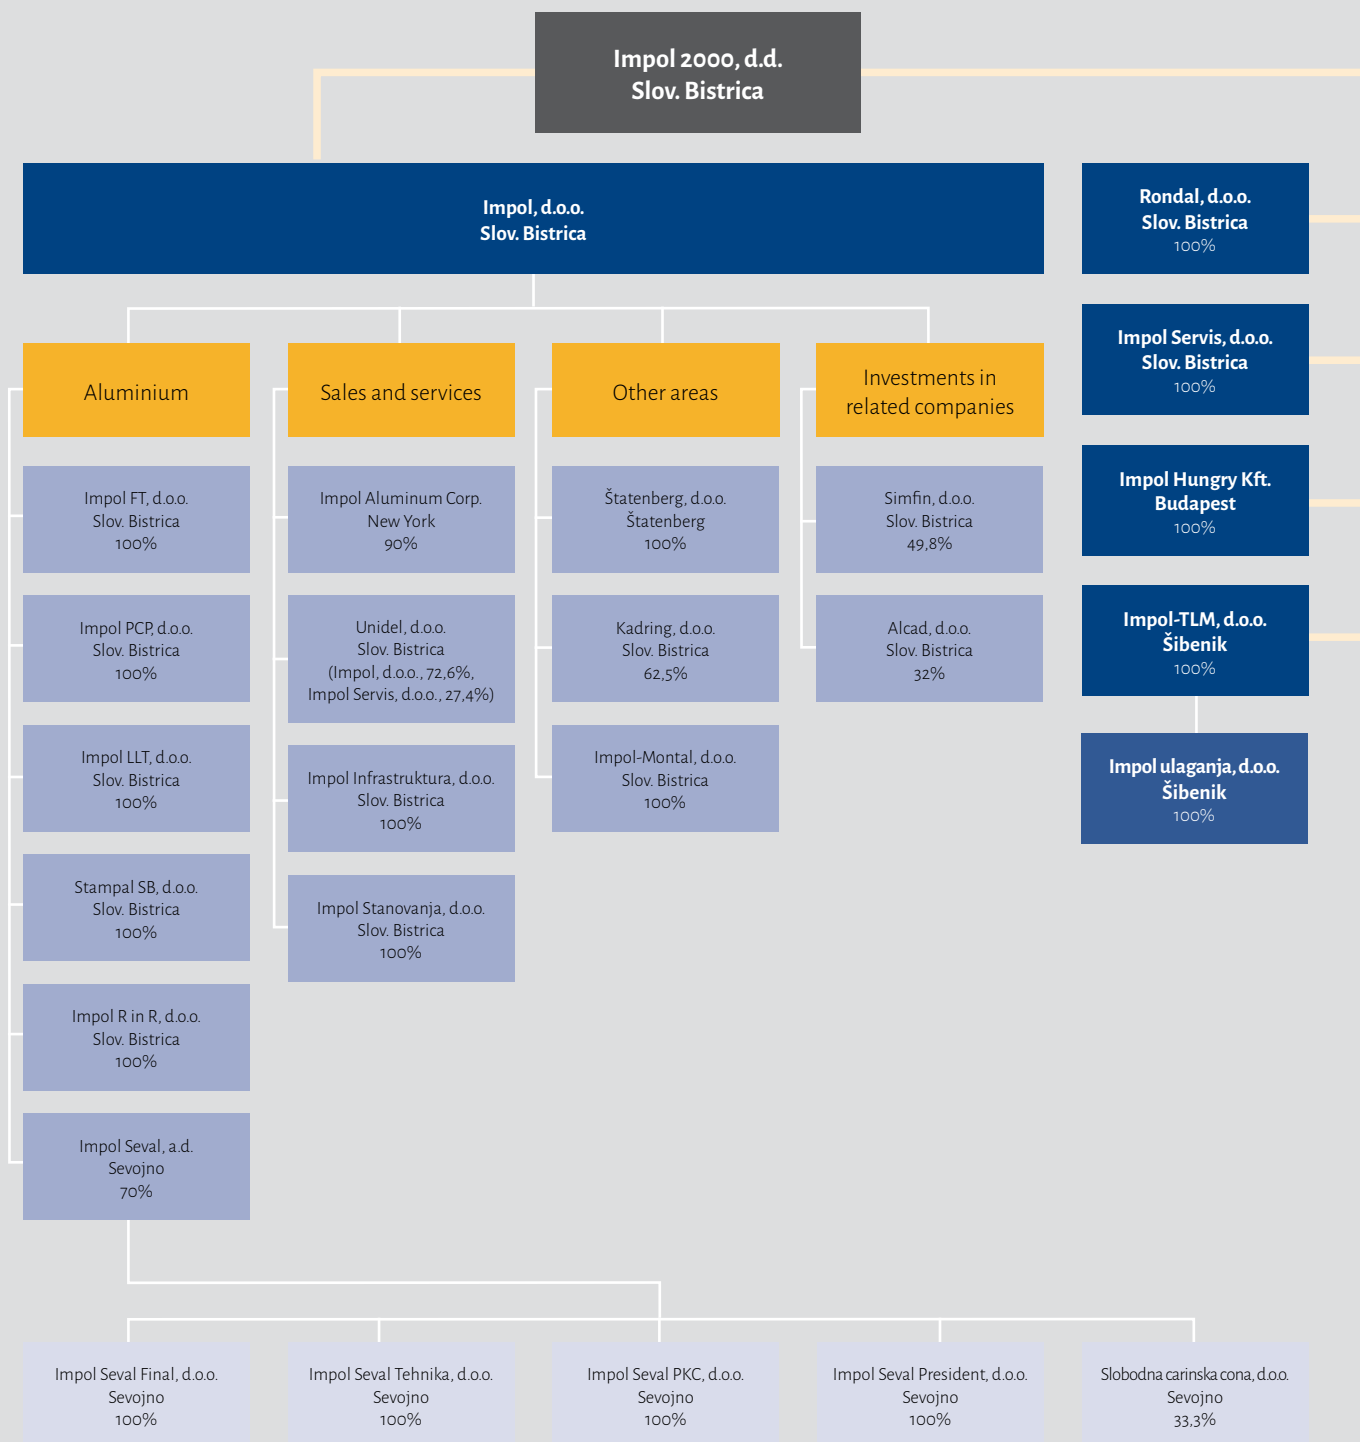 Impol 2000, d.d.
Slov. Bistrica
Impol, d.o.o.
Slov. Bistrica
Rondal, d.o.o.
Slov. Bistrica
100%
Impol Servis, d.o.o.
Slov. Bistrica
100%
Impol Hungry Kft.
Budapest
100%
Impol-TLM, d.o.o.
Šibenik
100%
Impol ulaganja, d.o.o.
Šibenik
100%
Aluminium
Impol FT, d.o.o.
Slov. Bistrica
100%
Impol PCP, d.o.o.
Slov. Bistrica
100%
Impol LLT, d.o.o.
Slov. Bistrica
100%
Stampal SB, d.o.o.
Slov. Bistrica
100%
Impol R in R, d.o.o.
Slov. Bistrica
100%
Impol Seval, a.d.
Sevojno
70%
Sales and services
Impol Aluminum Corp.
New York
90%
Unidel, d.o.o.
Slov. Bistrica
(Impol, d.o.o., 72,6%,
Impol Servis, d.o.o., 27,4%)
Impol Infrastruktura, d.o.o.
Slov. Bistrica
100%
Impol Stanovanja, d.o.o.
Slov. Bistrica
100%
Other areas
Štatenberg, d.o.o.
Štatenberg
100%
Kadring, d.o.o.
Slov. Bistrica
62,5%
Impol-Montal, d.o.o.
Slov. Bistrica
100%
Investments in
related companies
Simfin, d.o.o.
Slov. Bistrica
49,8%
Alcad, d.o.o.
Slov. Bistrica
32%
Impol Seval Final, d.o.o.
Sevojno
100%
Impol Seval Tehnika, d.o.o.
Sevojno
100%
Impol Seval PKC, d.o.o.
Sevojno
100%
Impol Seval President, d.o.o.
Sevojno
100%
Slobodna carinska cona, d.o.o.
Sevojno
33,3%